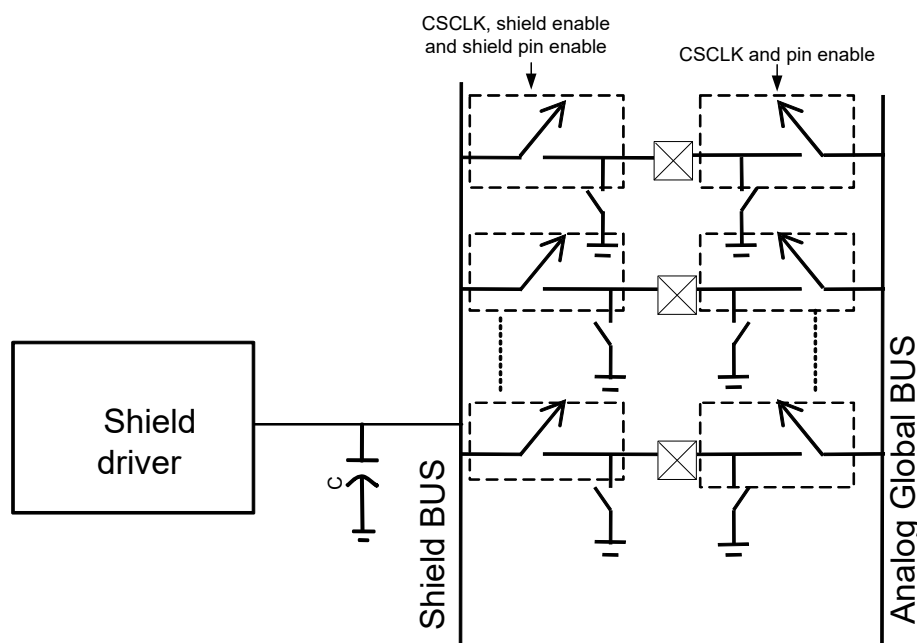 CSCLK, shield enable
and shield pin enable
CSCLK and pin enable
Shield
driver
C
Shield BUS
Analog Global BUS